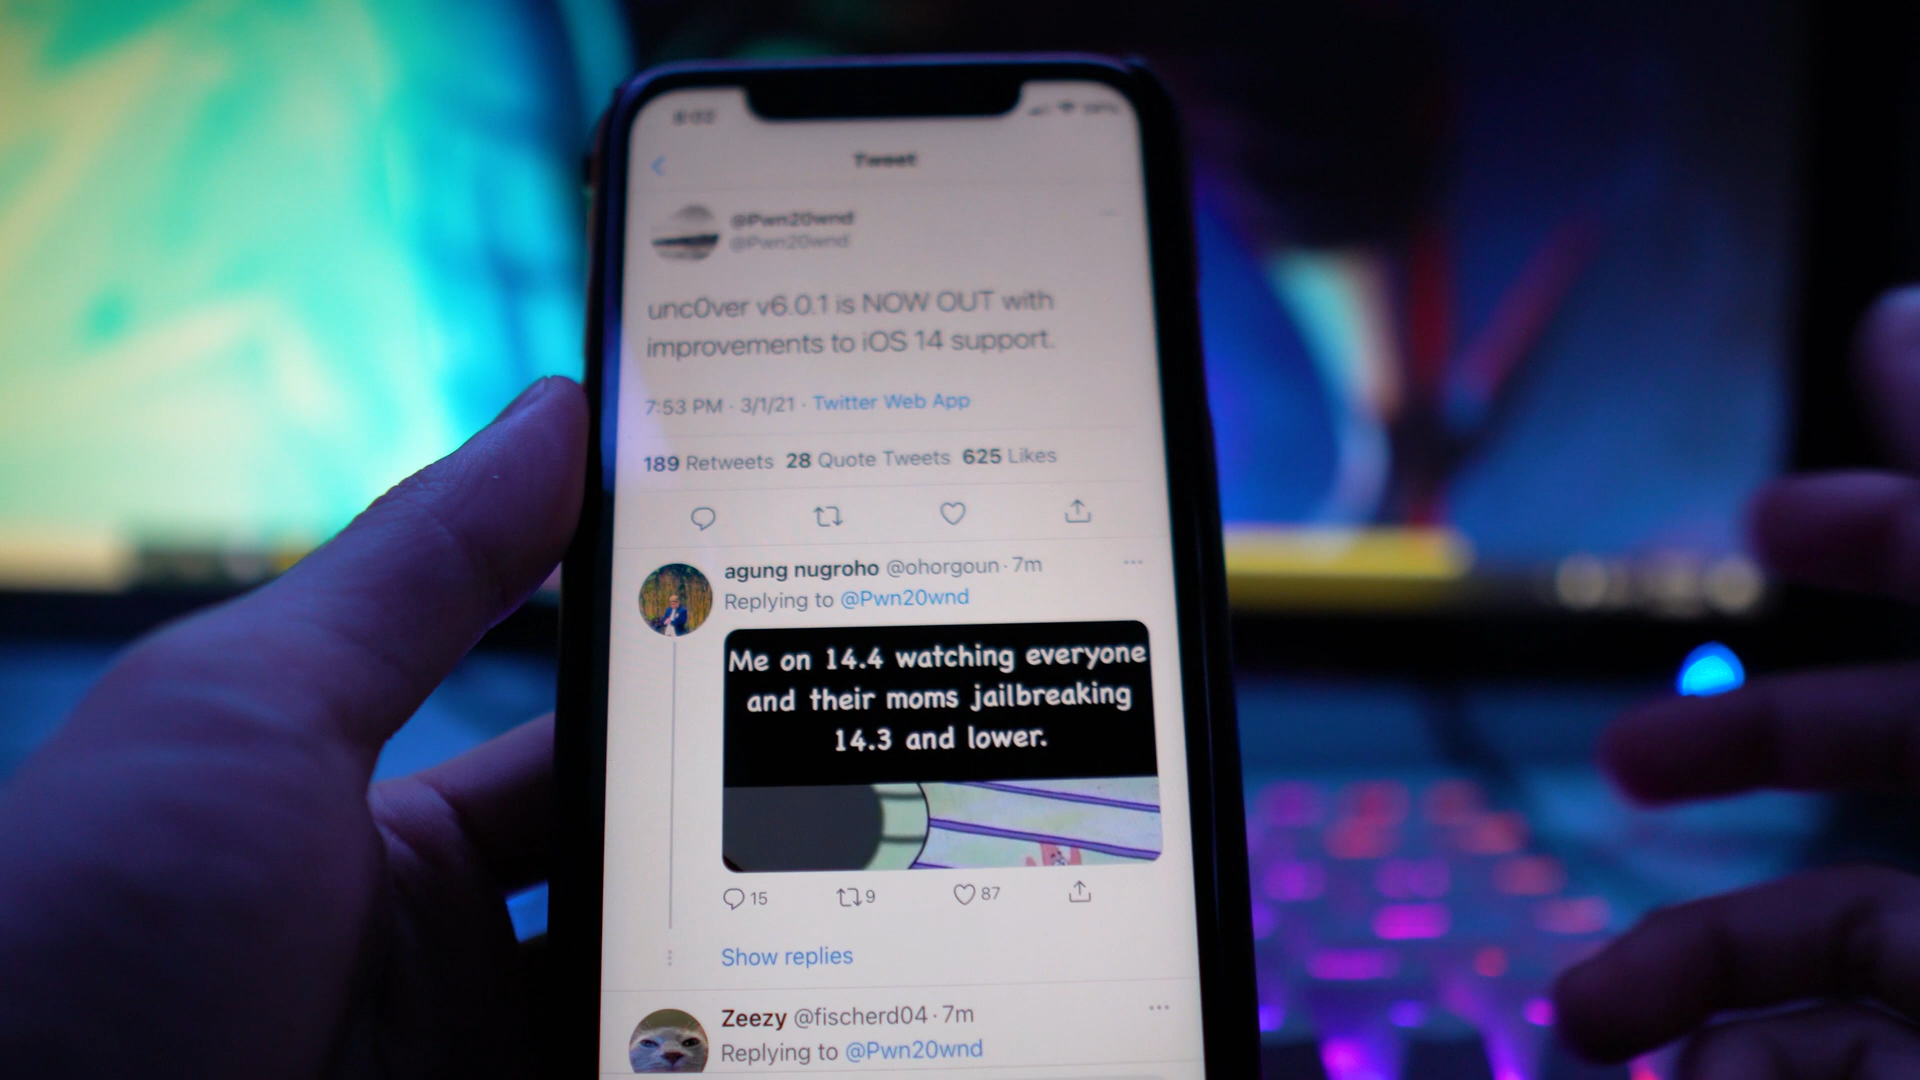 8:02
Tweet
@Pwn20wnd
@Pwn20wnd
unc0ver v6.0.1 is NOW OUT with
improvements to iOS 14 support.
7:53 PM · 3/1/21 · Twitter Web App
189 Retweets 28 Quote Tweets 625 Likes
agung nugroho @ohorgoun · 7m
Replying to @Pwn20wnd
Me on 14.4 watching everyone
and their moms jailbreaking
14.3 and lower.
15 9 87
Show replies
Zeezy @fischerd04 · 7m
Replying to @Pwn20wnd